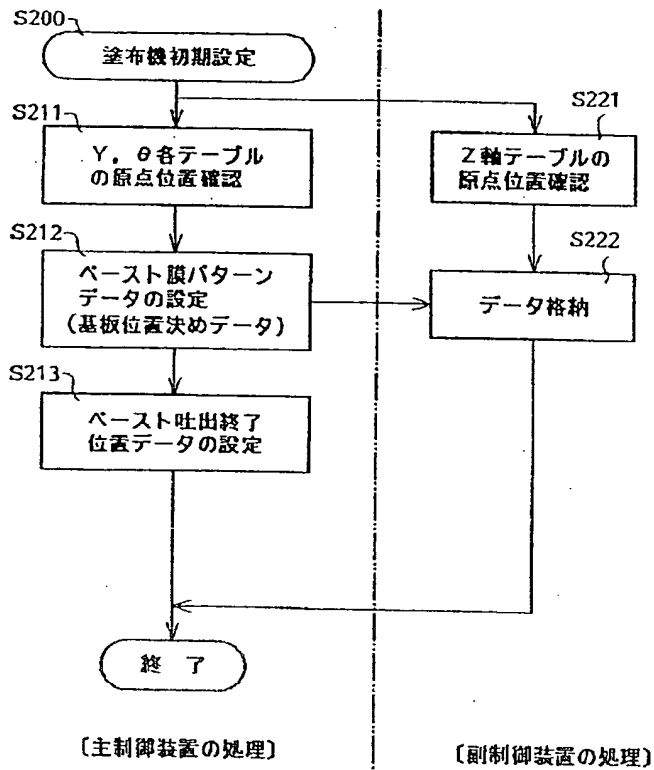 S200
塗布機初期設定
S211
Y，θ各テーブル
の原点位置確認
S221
Z軸テーブルの
原点位置確認
S212
ペースト膜パターン
データの設定
(基板位置決めデータ)
S222
データ格納
S213
ペースト吐出終了
位置データの設定
終 了
〔主制御装置の処理〕
〔副制御装置の処理〕